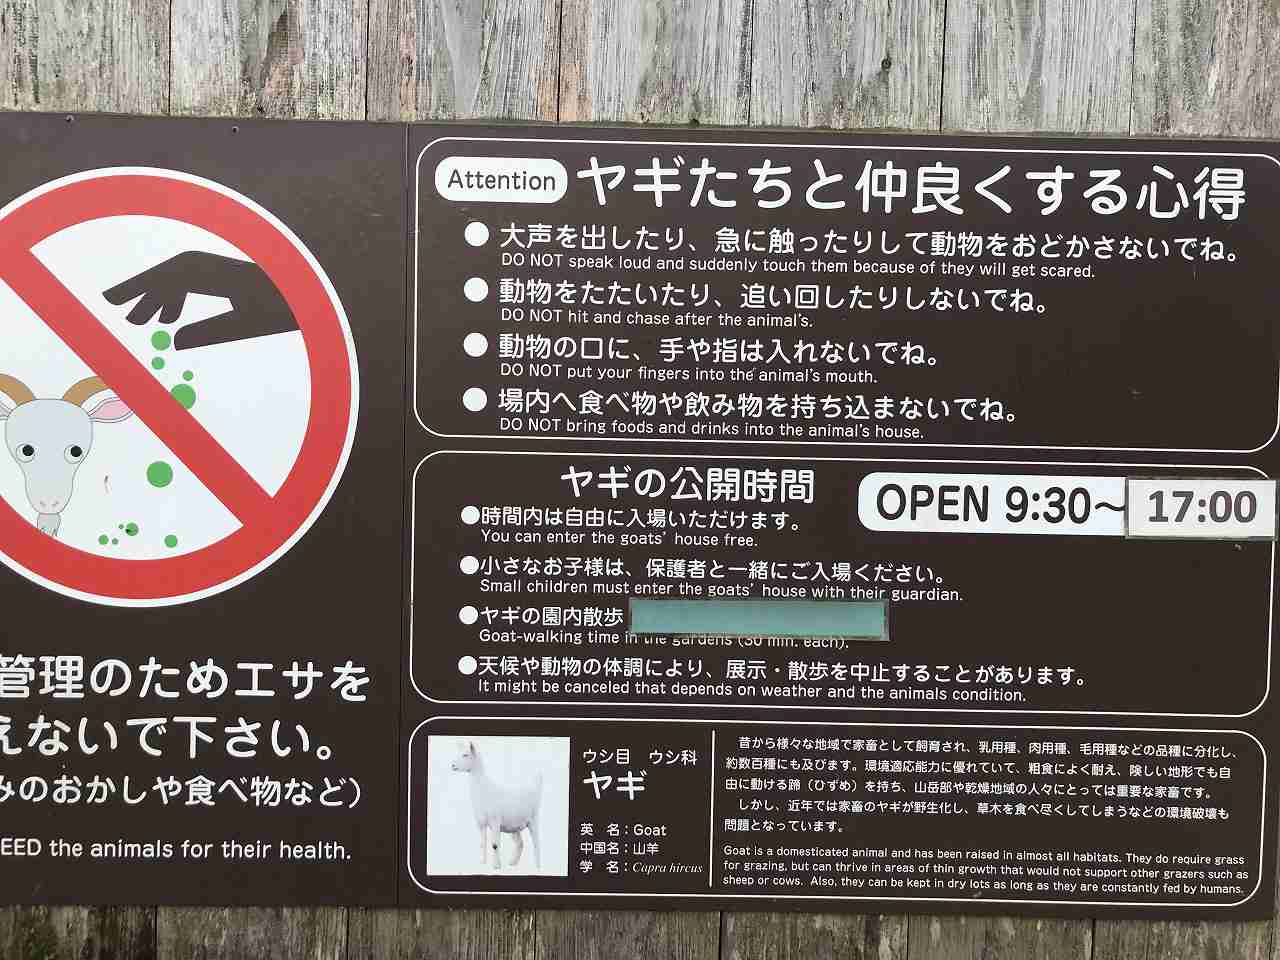 管理のためエサを
えないで下さい。
みのおかしや食べ物など）
EED the animals for their health.
Attention ヤギたちと仲良くする心得
● 大声を出したり、急に触ったりして動物をおどかさないでね。
DO NOT speak loud and suddenly touch them because of they will get scared.
● 動物をたたいたり、追い回したりしないでね。
DO NOT hit and chase after the animal's.
● 動物の口に、手や指は入れないでね。
DO NOT put your fingers into the animal's mouth.
● 場内へ食べ物や飲み物を持ち込まないでね。
DO NOT bring foods and drinks into the animal's house.
ヤギの公開時間 OPEN 9:30～17:00
●時間内は自由に入場いただけます。
You can enter the goats' house free.
●小さなお子様は、保護者と一緒にご入場ください。
Small children must enter the goats' house with their guardian.
●ヤギの園内散歩
Goat-walking time in the gardens (30 min. each).
●天候や動物の体調により、展示・散歩を中止することがあります。
It might be canceled that depends on weather and the animals condition.
ウシ目 ウシ科
ヤギ
英 名：Goat
中国名：山羊
学 名：Capra hircus
昔から様々な地域で家畜として飼育され、乳用種、肉用種、毛用種などの品種に分化し、
約数百種にも及びます。環境適応能力に優れていて、粗食によく耐え、険しい地形でも自
由に動ける蹄（ひずめ）を持ち、山岳部や乾燥地域の人々にとっては重要な家畜です。
しかし、近年では家畜のヤギが野生化し、草木を食べ尽くしてしまうなどの環境破壊も
問題となっています。
Goat is a domesticated animal and has been raised in almost all habitats. They do require grass
for grazing, but can thrive in areas of thin growth that would not support other grazers such as
sheep or cows. Also, they can be kept in dry lots as long as they are constantly fed by humans.